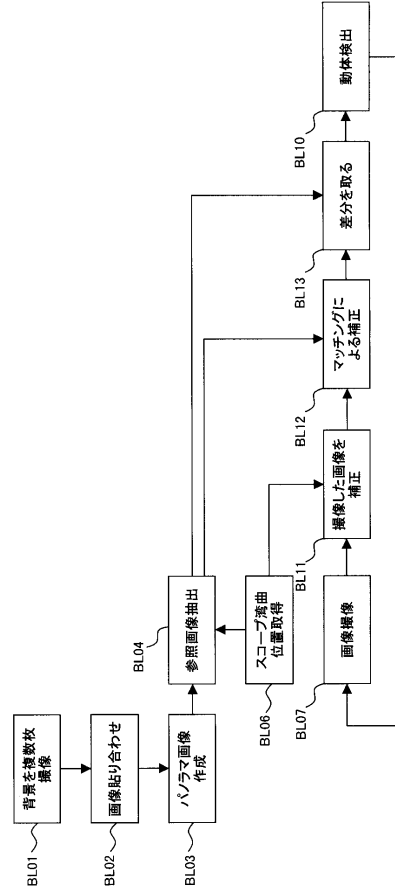 BL01
背景を複数枚
撮像
BL02
画像貼り合わせ
BL03
パノラマ画像
作成
BL04
参照画像抽出
BL06
スコープ湾曲
位置取得
BL07
画像撮像
BL11
撮像した画像を
補正
BL12
マッチングに
よる補正
BL13
差分を取る
BL10
動体検出